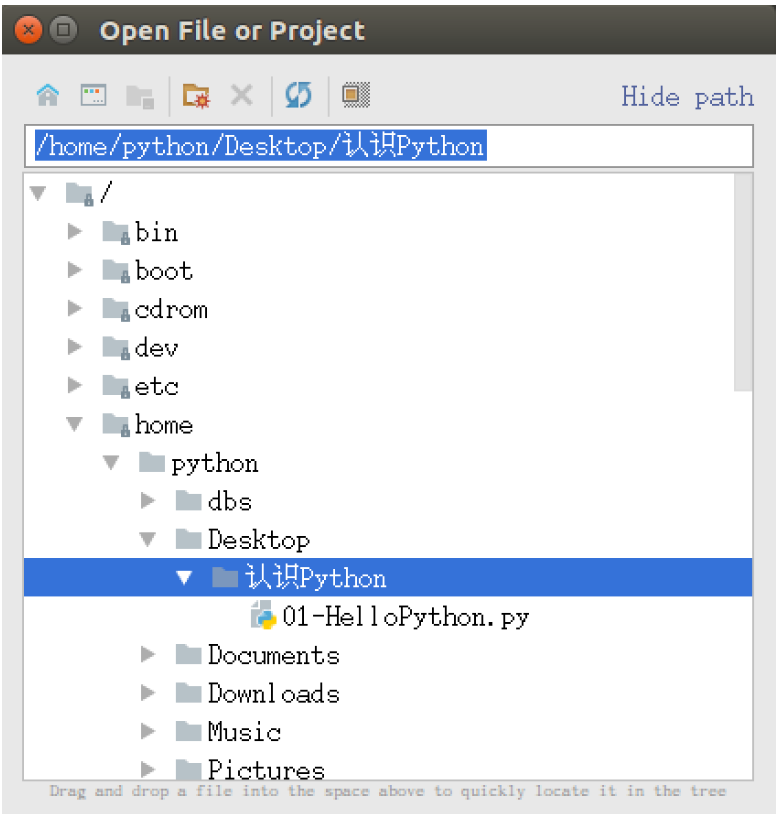 Open File or Project
Hide path
/home/python/Desktop/认识Python
/
bin
boot
cdrom
dev
etc
home
python
dbs
Desktop
认识Python
01-HelloPython.py
Documents
Downloads
Music
Pictures
Drag and drop a file into the space above to quickly locate it in the tree